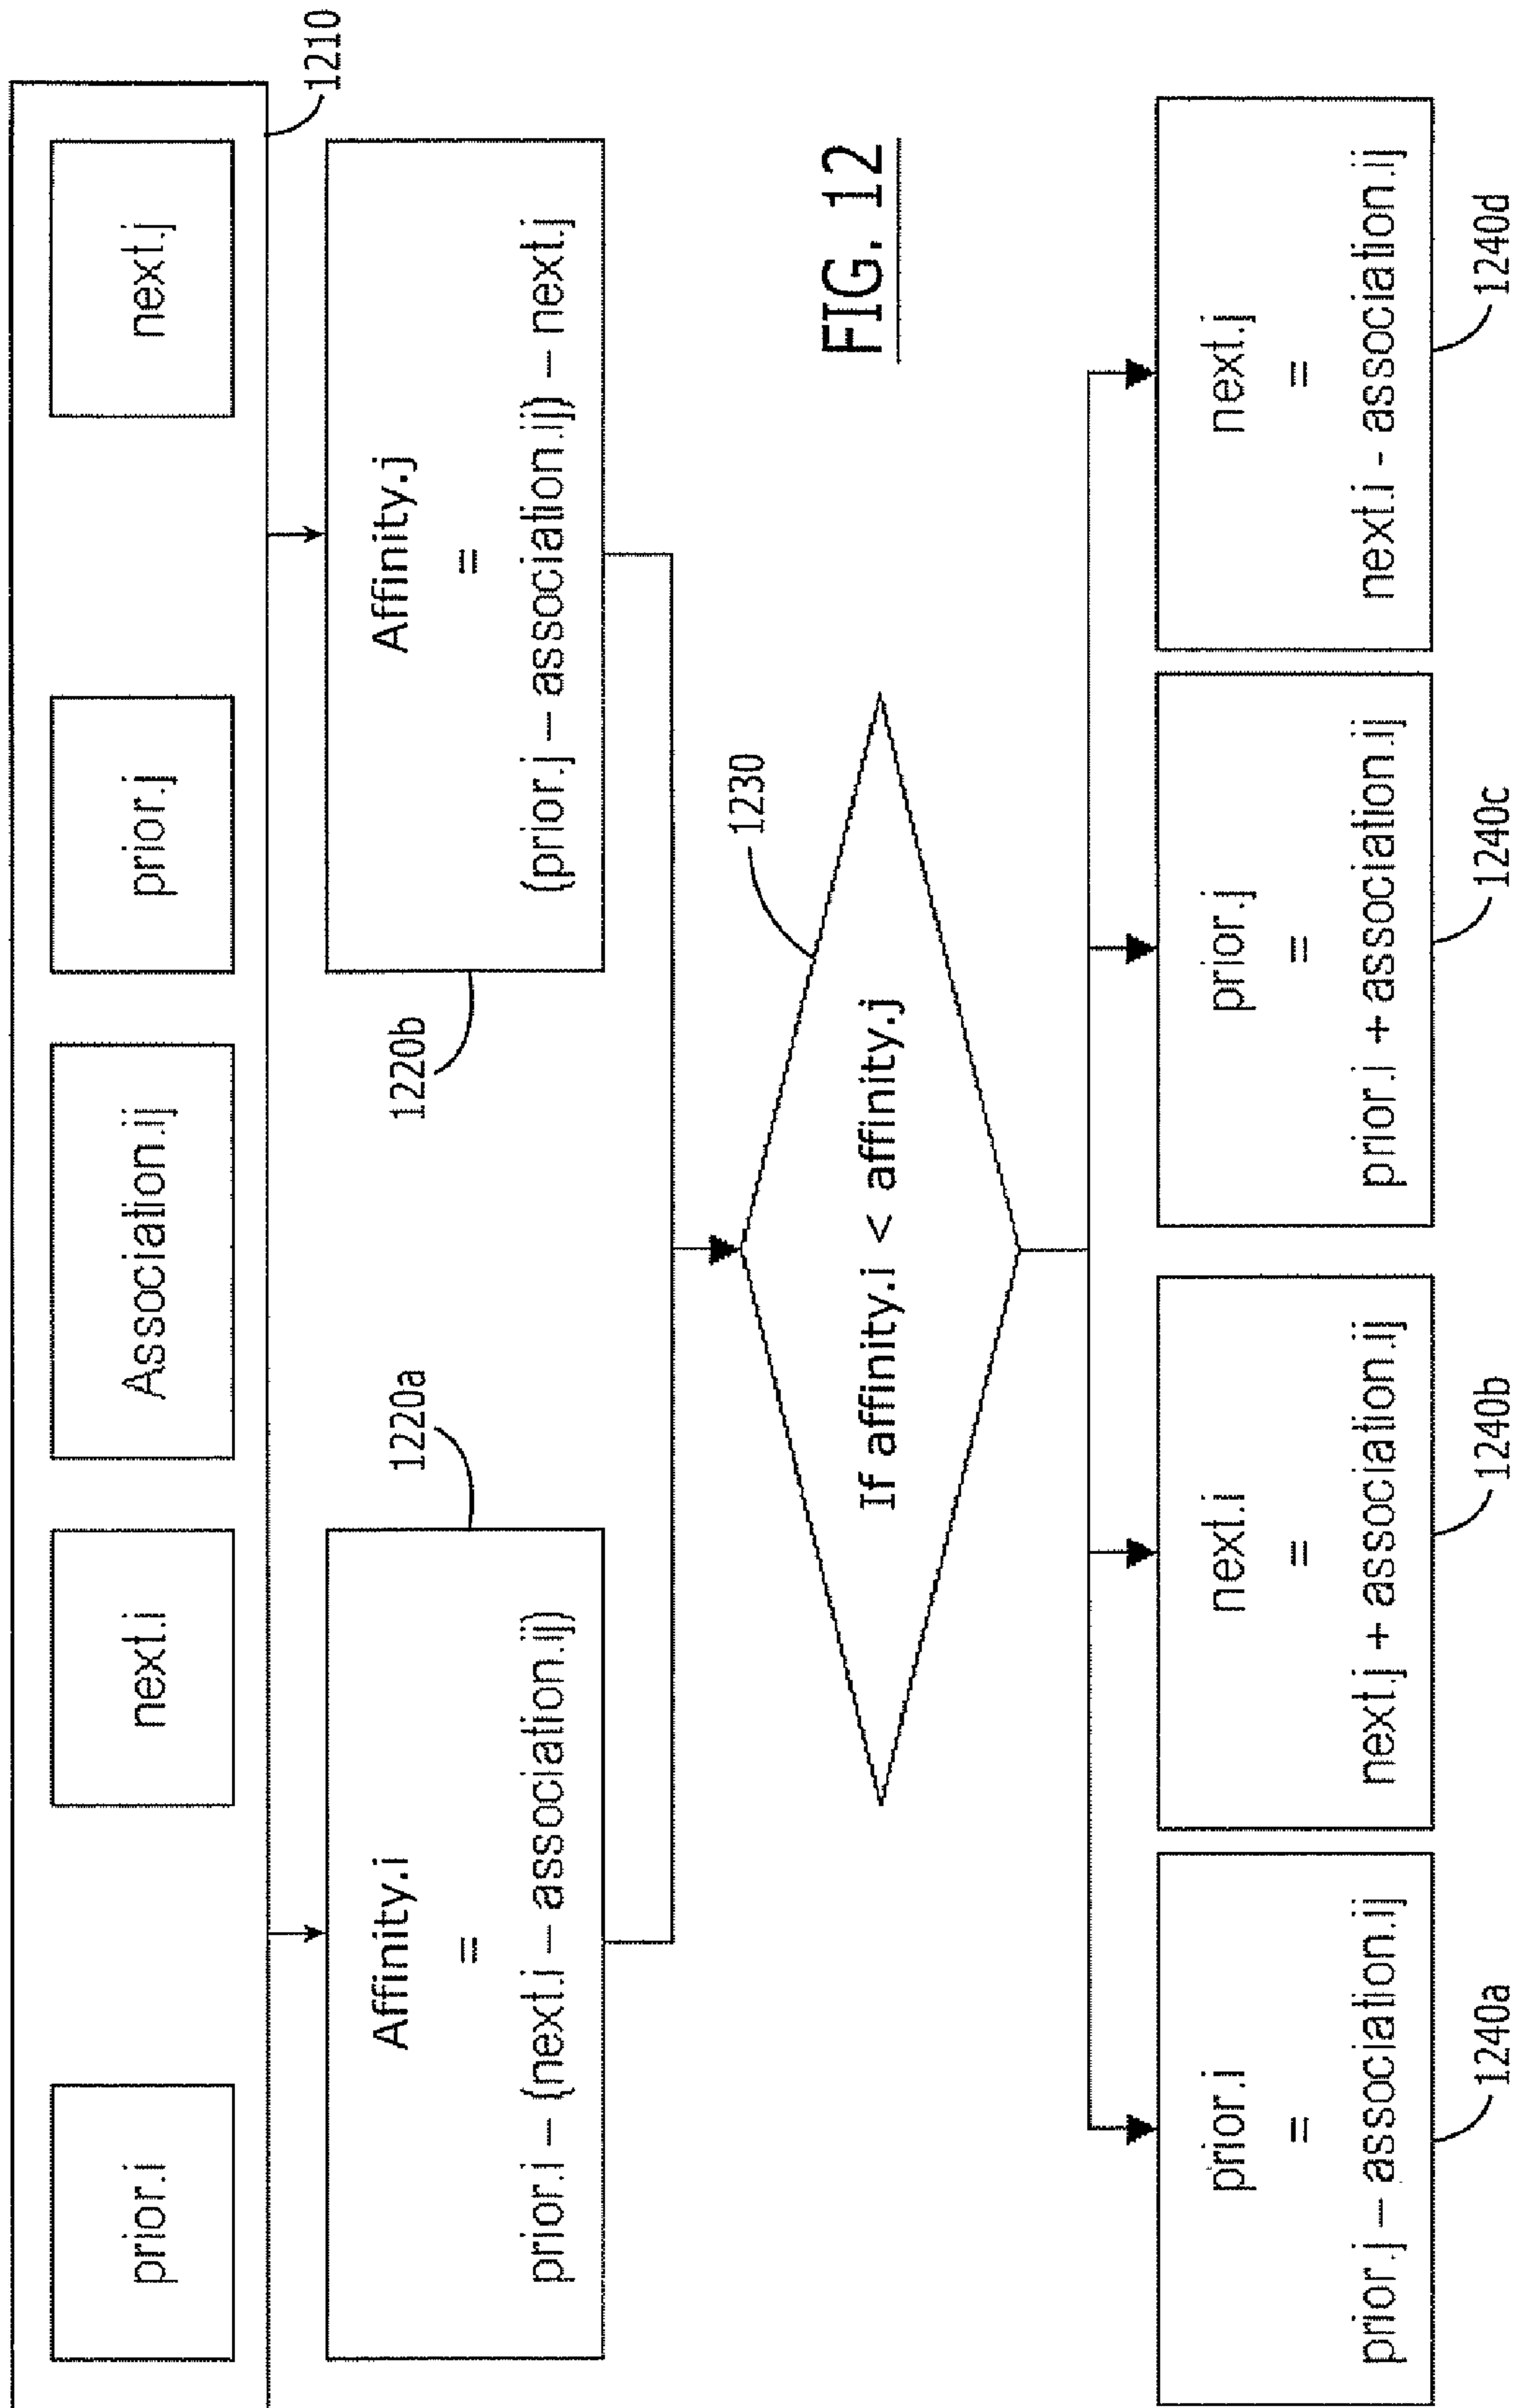 prior.i
next.i
Association.ij
prior.j
next.j
1210
Affinity.i
=
prior.i – (next.i – association.ij)
1220a
Affinity.j
=
(prior.j – association.ij) – next.j
1220b
If affinity.i < affinity.j
1230
FIG. 12
prior.i
=
prior.j – association.ij
1240a
next.i
=
next.j + association.ij
1240b
prior.j
=
prior.i + association.ij
1240c
next.j
=
next.i - association.ij
1240d